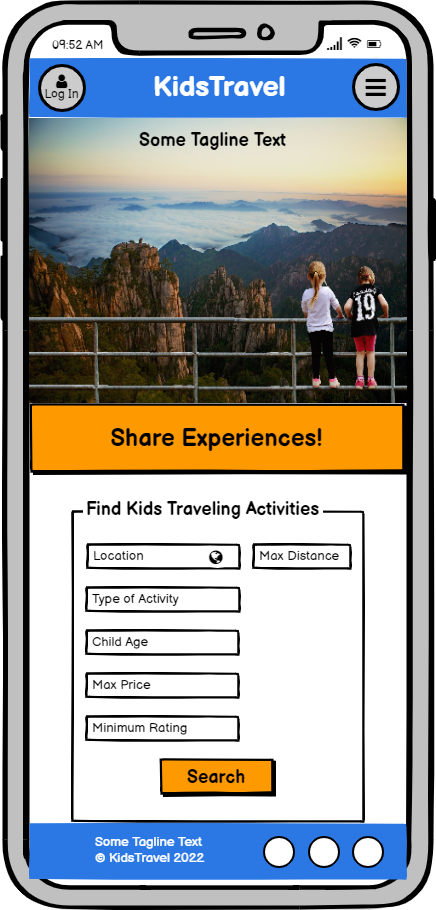 09:52 AM
Log In
KidsTravel
Some Tagline Text
19
Share Experiences!
Find Kids Traveling Activities
Location
Max Distance
Type of Activity
Child Age
Max Price
Minimum Rating
Search
Some Tagline Text
© KidsTravel 2022